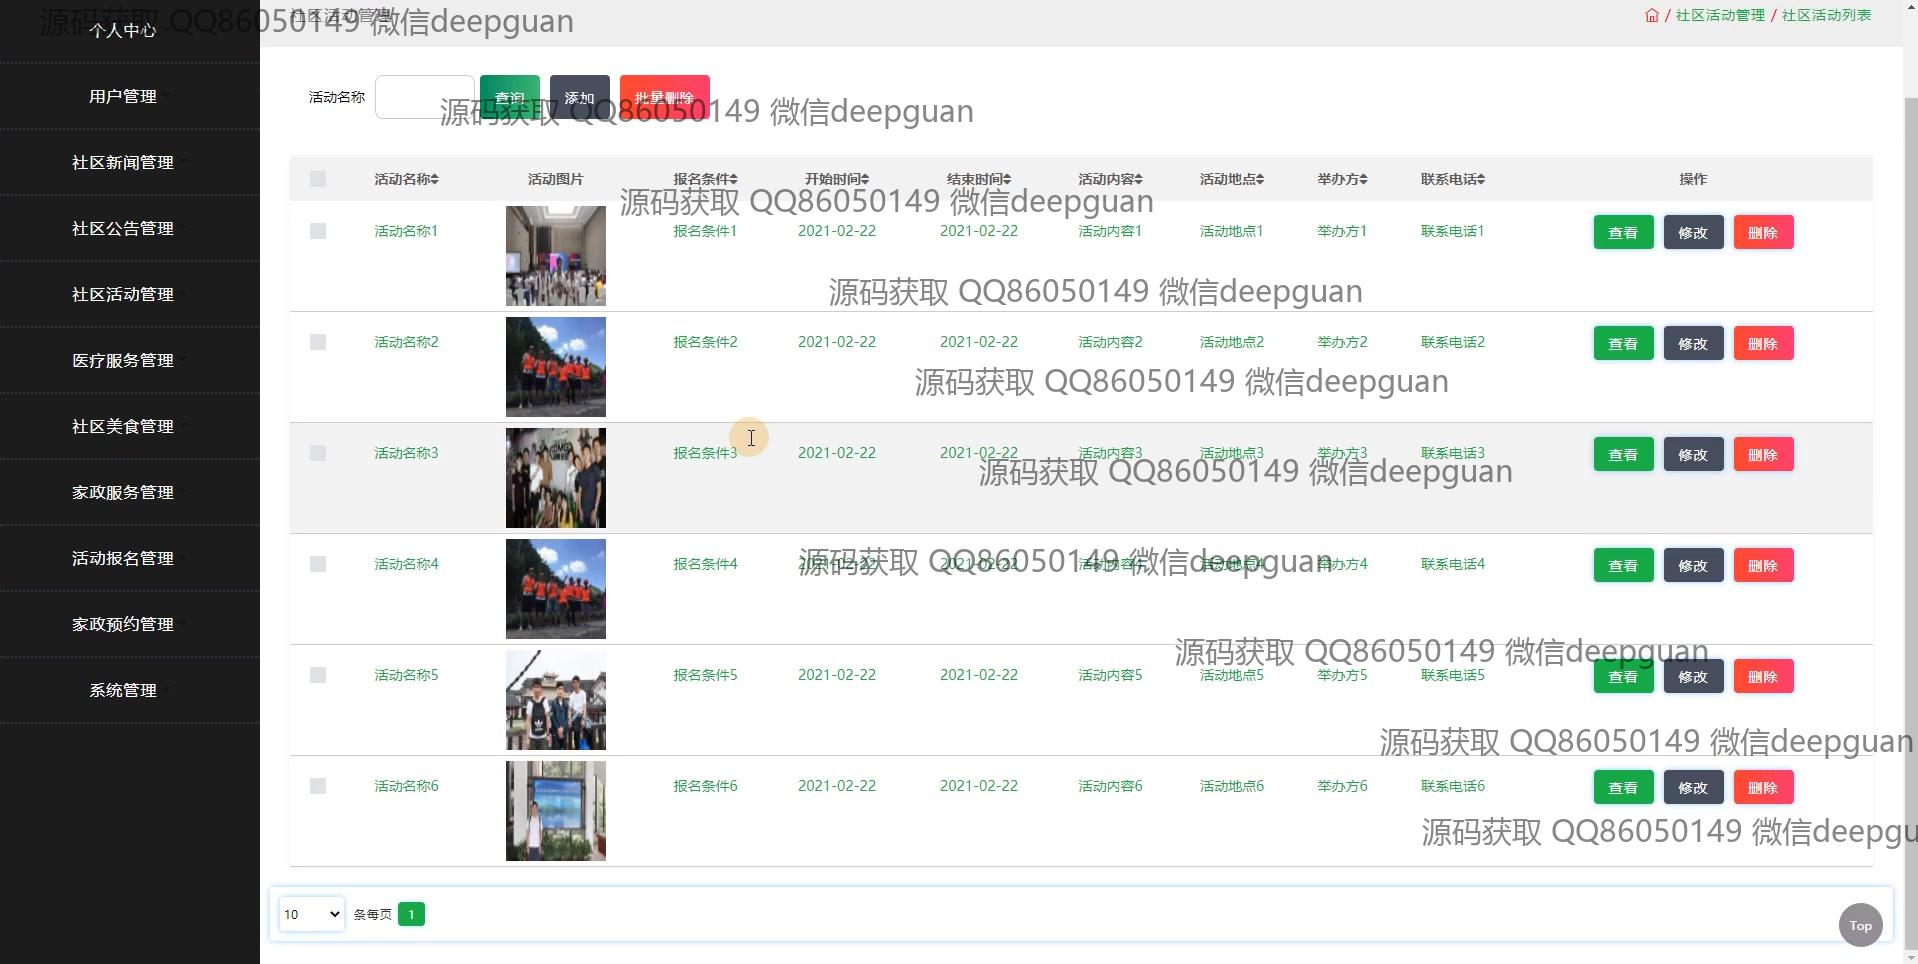 社区活动管理
源码获取 QQ86050149 微信deepguan
/ 社区活动管理 / 社区活动列表
个人中心
用户管理
社区新闻管理
社区公告管理
社区活动管理
医疗服务管理
社区美食管理
家政服务管理
活动报名管理
家政预约管理
系统管理
活动名称 查询 添加 批量删除
源码获取 QQ86050149 微信deepguan
活动名称 活动图片 报名条件 开始时间 结束时间 活动内容 活动地点 举办方 联系电话 操作
源码获取 QQ86050149 微信deepguan
活动名称1 报名条件1 2021-02-22 2021-02-22 活动内容1 活动地点1 举办方1 联系电话1 查看 修改 删除
源码获取 QQ86050149 微信deepguan
活动名称2 报名条件2 2021-02-22 2021-02-22 活动内容2 活动地点2 举办方2 联系电话2 查看 修改 删除
源码获取 QQ86050149 微信deepguan
活动名称3 报名条件3 2021-02-22 2021-02-22 活动内容3 活动地点3 举办方3 联系电话3 查看 修改 删除
源码获取 QQ86050149 微信deepguan
活动名称4 报名条件4 2021-02-22 2021-02-22 活动内容4 活动地点4 举办方4 联系电话4 查看 修改 删除
源码获取 QQ86050149 微信deepguan
源码获取 QQ86050149 微信deepguan
活动名称5 报名条件5 2021-02-22 2021-02-22 活动内容5 活动地点5 举办方5 联系电话5 查看 修改 删除
源码获取 QQ86050149 微信deepguan
活动名称6 报名条件6 2021-02-22 2021-02-22 活动内容6 活动地点6 举办方6 联系电话6 查看 修改 删除
源码获取 QQ86050149 微信deepgu
10 条每页 1
Top